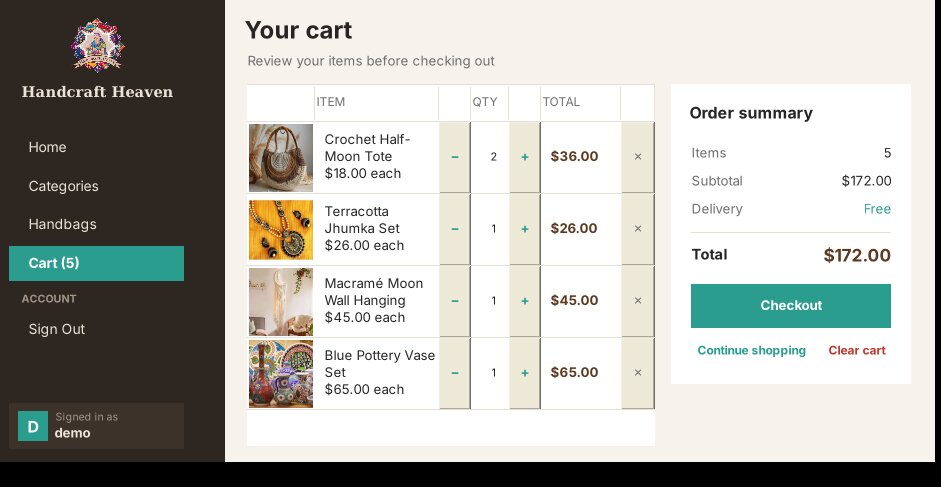 Handcraft Heaven
Home
Categories
Handbags
Cart (5)
ACCOUNT
Sign Out
D
Signed in as
demo
Your cart
Review your items before checking out
ITEM QTY TOTAL
Crochet Half-
Moon Tote
$18.00 each
− 2 + $36.00 ×
Terracotta
Jhumka Set
$26.00 each
− 1 + $26.00 ×
Macramé Moon
Wall Hanging
$45.00 each
− 1 + $45.00 ×
Blue Pottery Vase
Set
$65.00 each
− 1 + $65.00 ×
Order summary
Items 5
Subtotal $172.00
Delivery Free
Total $172.00
Checkout
Continue shopping Clear cart